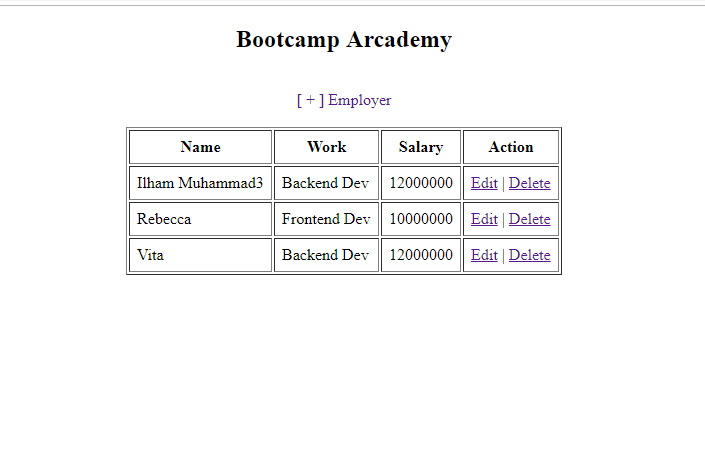 Bootcamp Arcademy
[ + ] Employer
Name Work Salary Action
Ilham Muhammad3 Backend Dev 12000000 Edit | Delete
Rebecca Frontend Dev 10000000 Edit | Delete
Vita Backend Dev 12000000 Edit | Delete